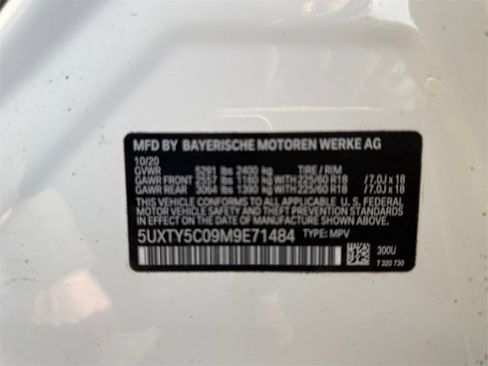 MFD BY BAYERISCHE MOTOREN WERKE AG
10/20
GVWR 5291 lbs 2400 kg TIRE / RIM
GAWR FRONT lbs kg WITH 225/60 R18 /7.0J x 18
GAWR REAR 3064 lbs 1390 kg WITH 225/60 R18 /7.0J x 18
THIS VEHICLE CONFORMS TO ALL APPLICABLE U. S. FEDERAL
MOTOR VEHICLE SAFETY, BUMPER, AND THEFT PREVENTION STANDARDS
IN EFFECT ON THE DATE OF MANUFACTURE SHOWN ABOVE.
5UXTY5C09M9E71484 TYPE: MPV
300U
7 320 730